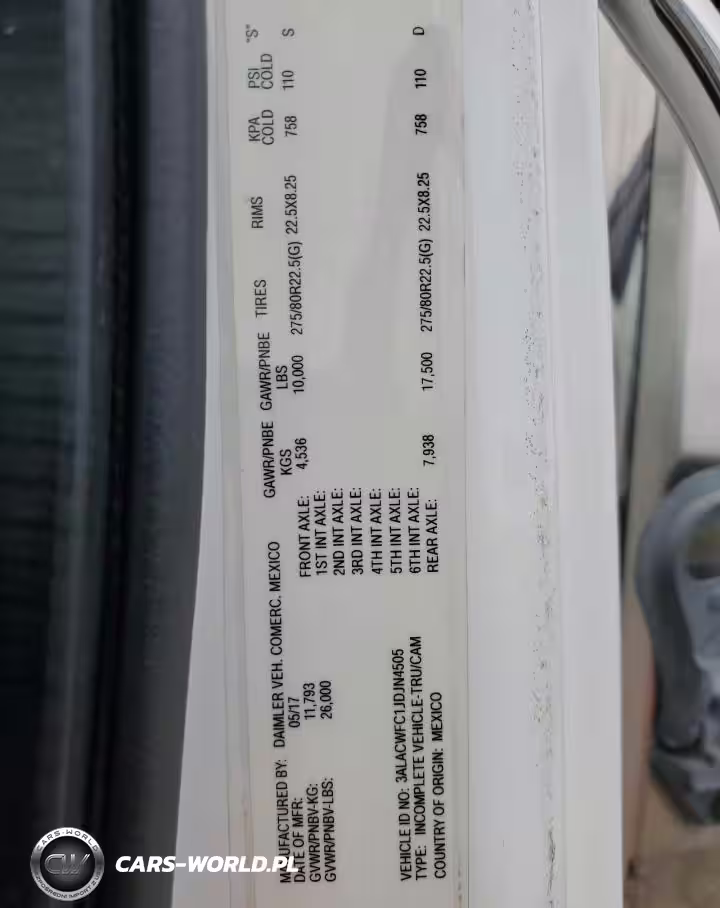 MANUFACTURED BY: DAIMLER VEH. COMERC. MEXICO
DATE OF MFR: 05/17
GVWR/PNBV-KG: 11,793
GVWR/PNBV-LBS: 26,000
GAWR/PNBE KGS GAWR/PNBE LBS TIRES RIMS KPA COLD PSI COLD "S"
FRONT AXLE: 4,536 10,000 275/80R22.5(G) 22.5X8.25 758 110 S
1ST INT AXLE:
2ND INT AXLE:
3RD INT AXLE:
4TH INT AXLE:
5TH INT AXLE:
6TH INT AXLE:
REAR AXLE: 7,938 17,500 275/80R22.5(G) 22.5X8.25 758 110 D
VEHICLE ID NO: 3ALACWFC1JDJN4505
TYPE: INCOMPLETE VEHICLE-TRU/CAM
COUNTRY OF ORIGIN: MEXICO
CARS-WORLD
CW
CARS-WORLD.PL